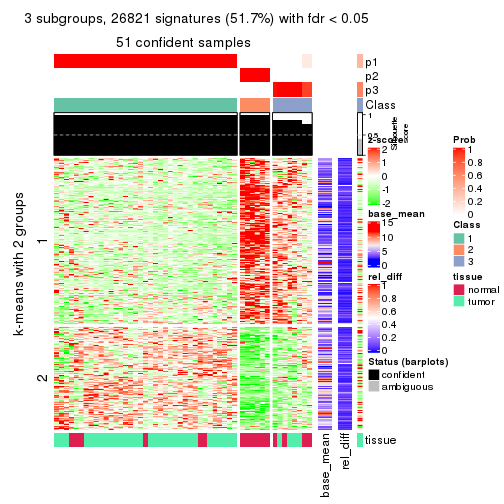 3 subgroups, 26821 signatures (51.7%) with fdr < 0.05
51 confident samples
p1
p2
p3
Class
1
0.5
Silhouette
score
k-means with 2 groups
1
2
z-score
2
1
0
-1
-2
base_mean
15
10
5
0
rel_diff
1
0.8
0.6
0.4
0.2
0
Status (barplots)
confident
ambiguous
Prob
1
0.8
0.6
0.4
0.2
0
Class
1
2
3
tissue
normal
tumor
tissue
base_mean
rel_diff